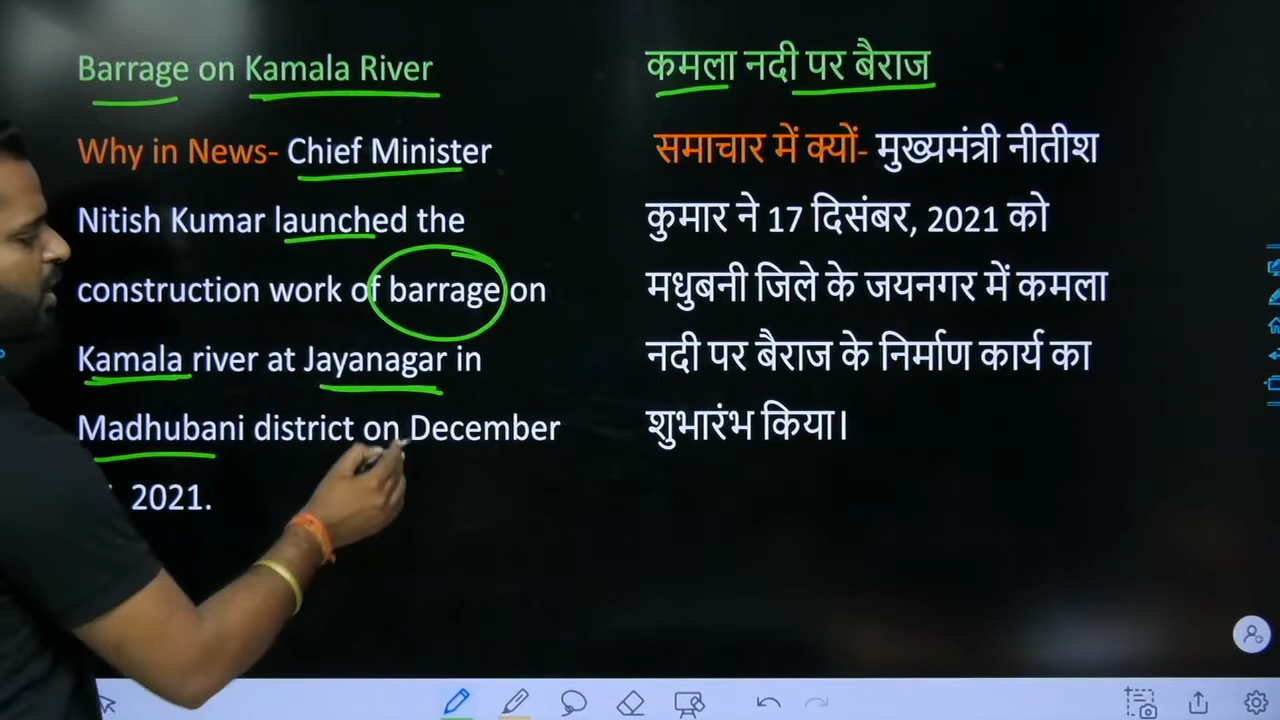 Barrage on Kamala River
Why in News- Chief Minister
Nitish Kumar launched the
construction work of barrage on
Kamala river at Jayanagar in
Madhubani district on December
2021.
कमला नदी पर बैराज
समाचार में क्यों- मुख्यमंत्री नीतीश
कुमार ने 17 दिसंबर, 2021 को
मधुबनी जिले के जयनगर में कमला
नदी पर बैराज के निर्माण कार्य का
शुभारंभ किया।